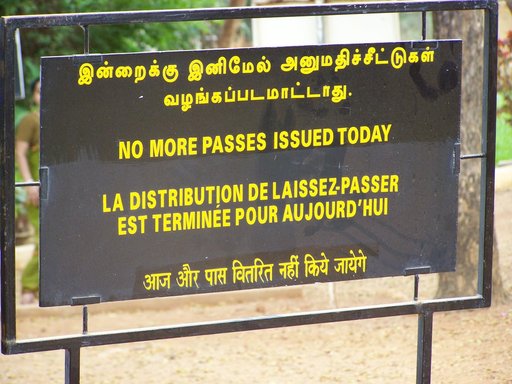 இன்றைக்கு இனிமேல் அனுமதிச்சீட்டுகள்
வழங்கப்படமாட்டாது.
NO MORE PASSES ISSUED TODAY
LA DISTRIBUTION DE LAISSEZ-PASSER
EST TERMINÉE POUR AUJOURD'HUI
आज और पास वितरित नहीं किये जायेगे